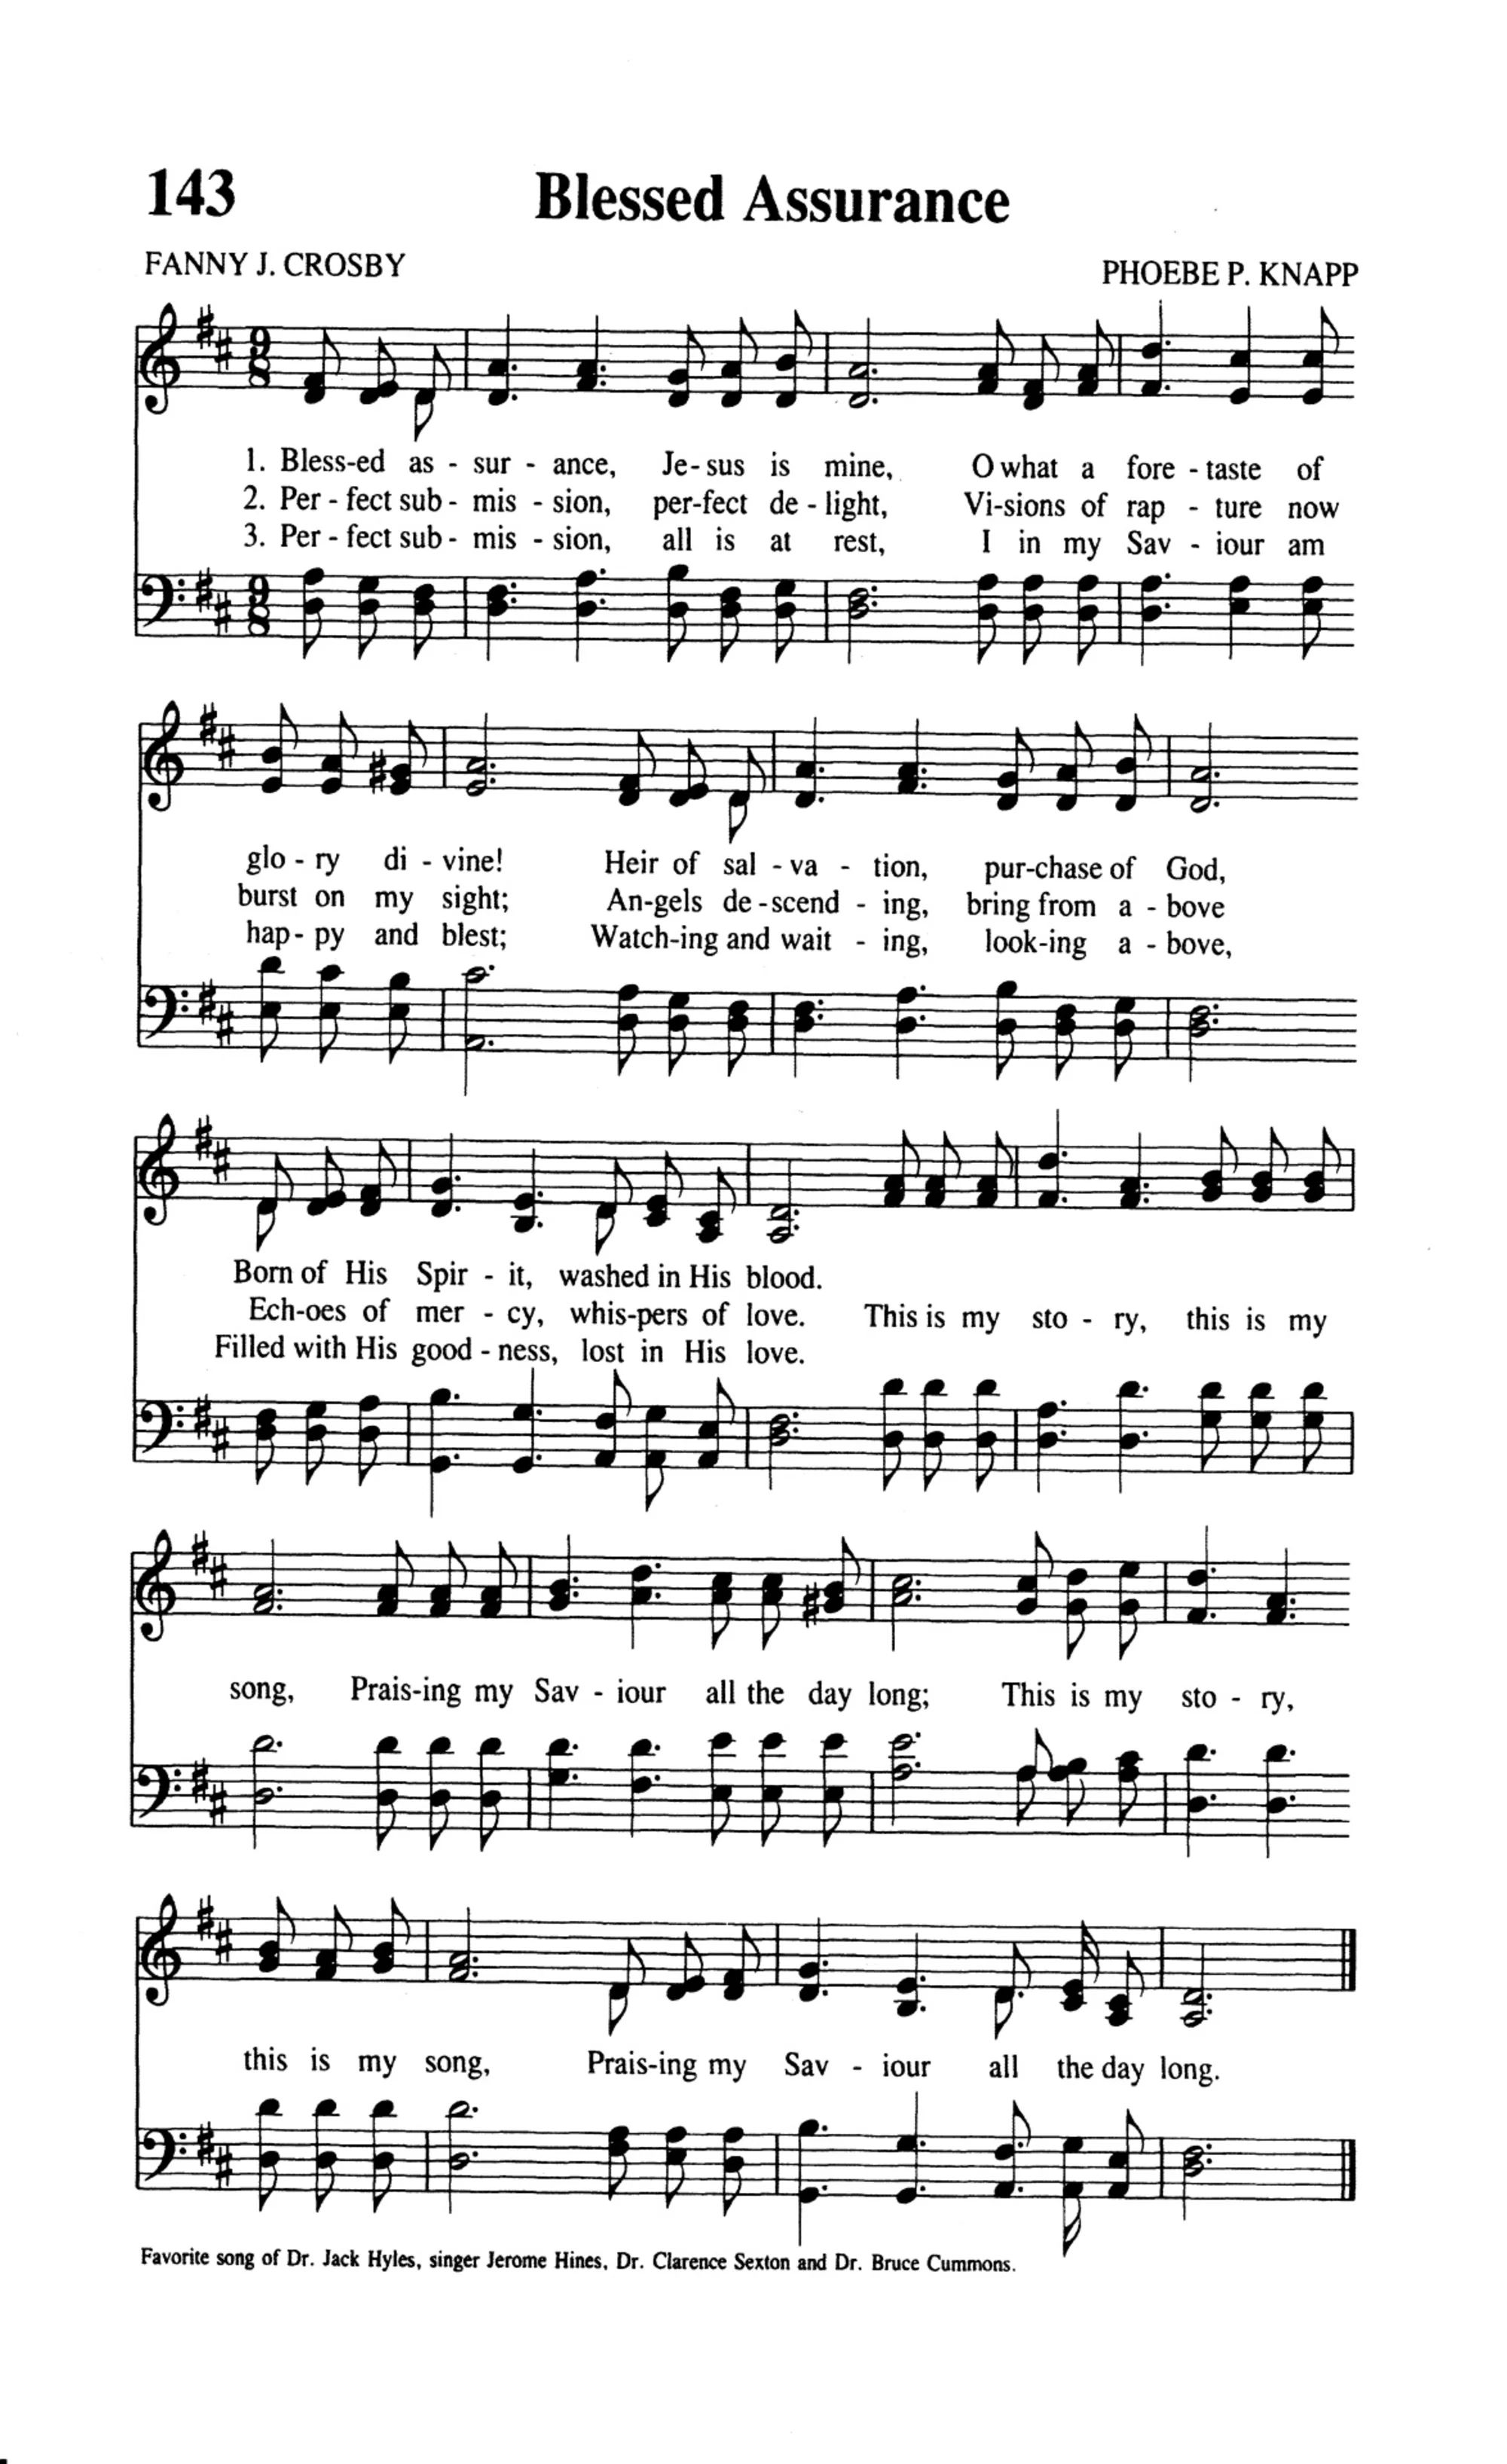 143
Blessed Assurance
FANNY J. CROSBY
PHOEBE P. KNAPP
9
8
1. Bless-ed as - sur - ance, Je-sus is mine, O what a fore - taste of
2. Per - fect sub - mis - sion, per-fect de - light, Vi-sions of rap - ture now
3. Per - fect sub - mis - sion, all is at rest, I in my Sav - iour am
9
8
glo - ry di - vine! Heir of sal - va - tion, pur-chase of God,
burst on my sight; An-gels de - scend - ing, bring from a - bove
hap - py and blest; Watch-ing and wait - ing, look-ing a - bove,
Born of His Spir - it, washed in His blood.
Ech-oes of mer - cy, whis-pers of love. This is my sto - ry, this is my
Filled with His good - ness, lost in His love.
song, Prais-ing my Sav - iour all the day long; This is my sto - ry,
this is my song, Prais-ing my Sav - iour all the day long.
Favorite song of Dr. Jack Hyles, singer Jerome Hines, Dr. Clarence Sexton and Dr. Bruce Cummons.